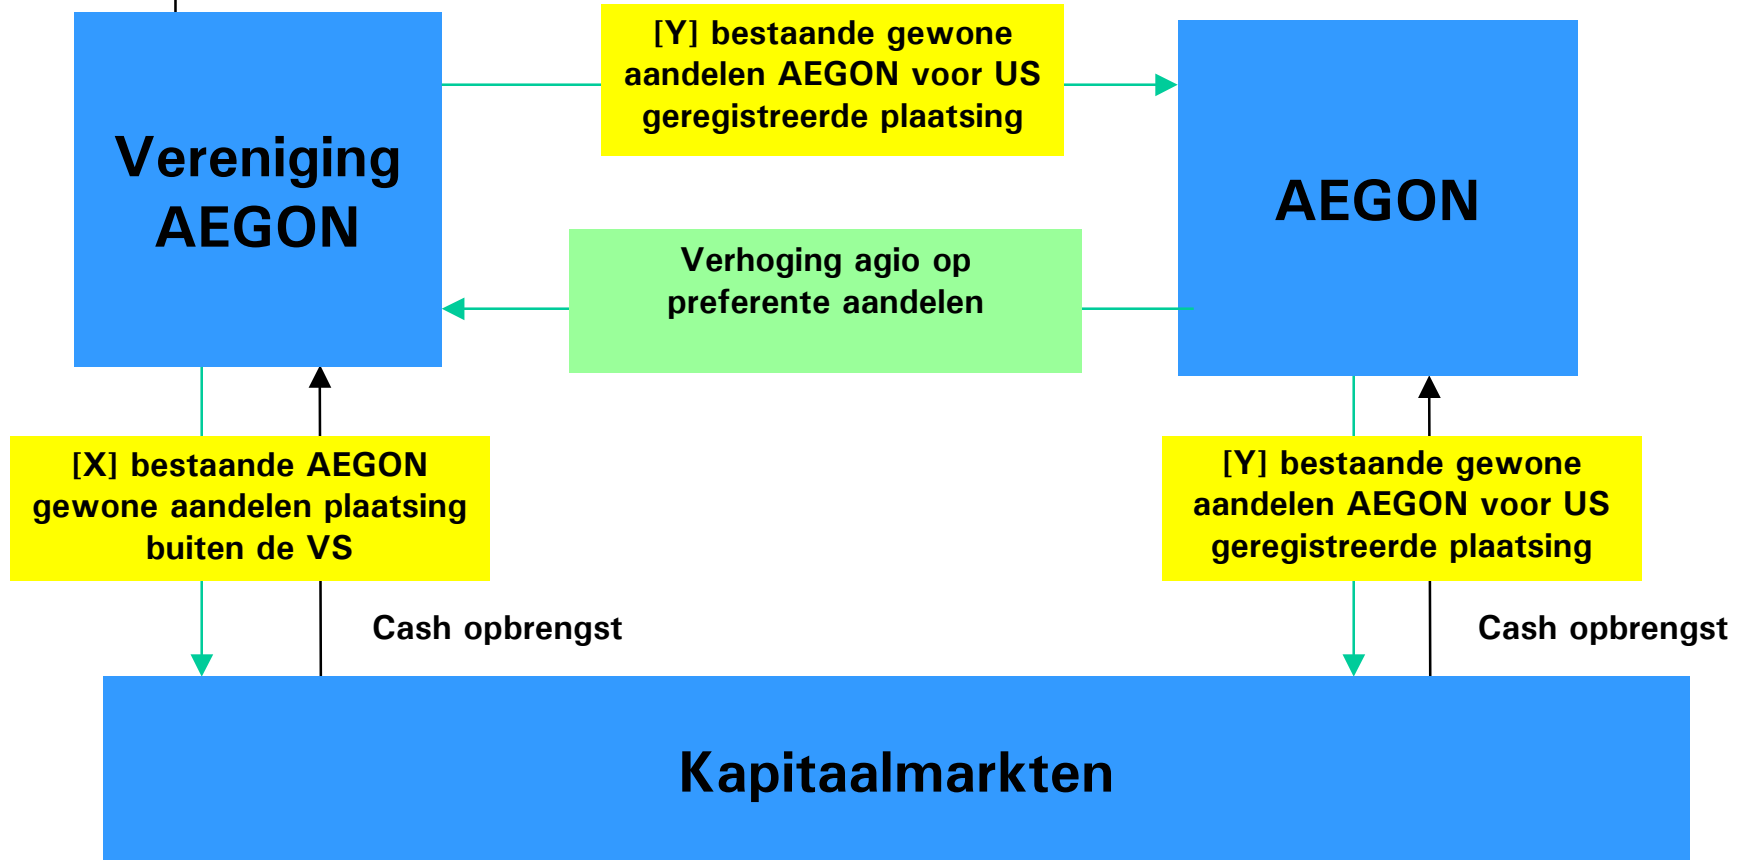 [Y] bestaande gewone
aandelen AEGON voor US
geregistreerde plaatsing
Vereniging
AEGON
AEGON
Verhoging agio op
preferente aandelen
[X] bestaande AEGON
gewone aandelen plaatsing
buiten de VS
[Y] bestaande gewone
aandelen AEGON voor US
geregistreerde plaatsing
Cash opbrengst
Cash opbrengst
Kapitaalmarkten